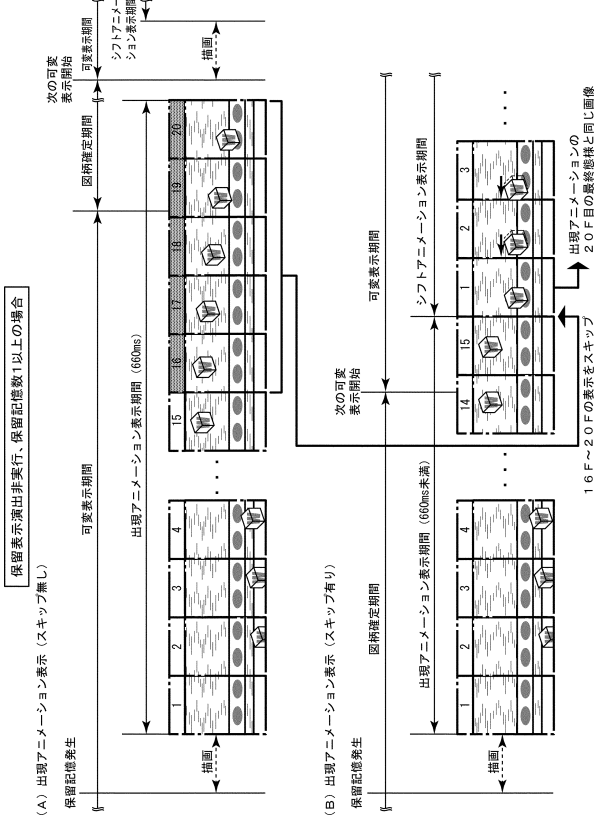 保留表示演出非実行、保留記憶数1以上の場合
（A）出現アニメーション表示（スキップ無し）
保留記憶発生
可変表示期間
図柄確定期間
次の可変
表示開始
可変表示期間
出現アニメーション表示期間（660ms）
シフトアニメー
ション表示期間
描画
描画
1
2
3
4
15
16
17
18
19
20
（B）出現アニメーション表示（スキップ有り）
保留記憶発生
図柄確定期間
次の可変
表示開始
可変表示期間
出現アニメーション表示期間（660ms未満）
シフトアニメーション表示期間
描画
1
2
3
4
14
15
1
2
3
16F～20Fの表示をスキップ
出現アニメーションの
20F目の最終態様と同じ画像